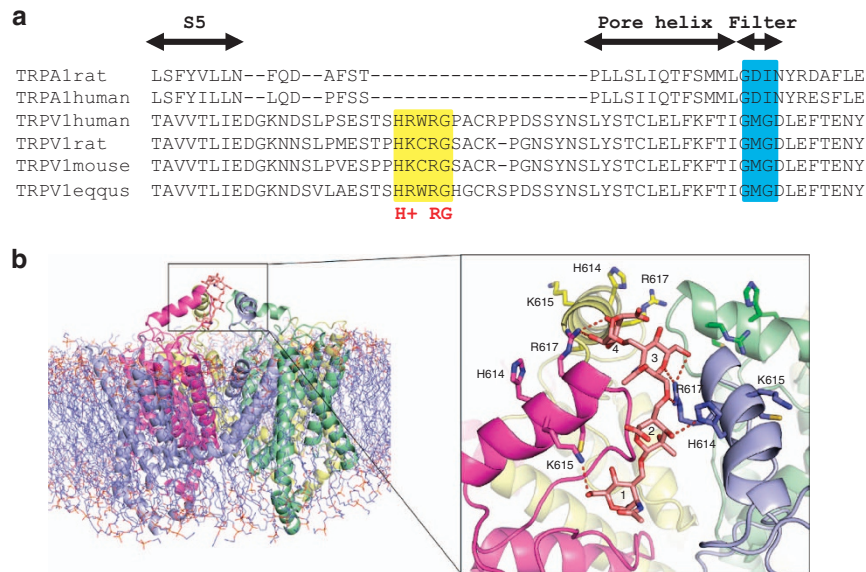 a
S5 Pore helix Filter
TRPA1rat LSFYVLLN--FQD--AFST----------------PLLSLIQTFSMMLGDINYRDAFLE
TRPA1human LSFYILLN--LQD--PFSS----------------PLLSIIQTFSMMLGDINYRESFLE
TRPV1human TAVVTLIEDGKNDSLPSESTSHRWRGPACRPPDSSYNSLYSTCLELFKFTIGMGDLEFTENY
TRPV1rat TAVVTLIEDGKNNSLPMESTPHKCRGSACK-PGNSYNSLYSTCLELFKFTIGMGDLEFTENY
TRPV1mouse TAVVTLIEDGKNNSLPVESPPHKCRGSACR-PGNSYNSLYSTCLELFKFTIGMGDLEFTENY
TRPV1eqqus TAVVTLIEDGKNDSVLAESTSHRWRGHGCRSPDSSYNSLYSTCLELFKFTIGMGDLEFTENY
H+ RG
b
H614
K615
R617
4
R617
3
H614
R617
K615
2
H614
K615
1